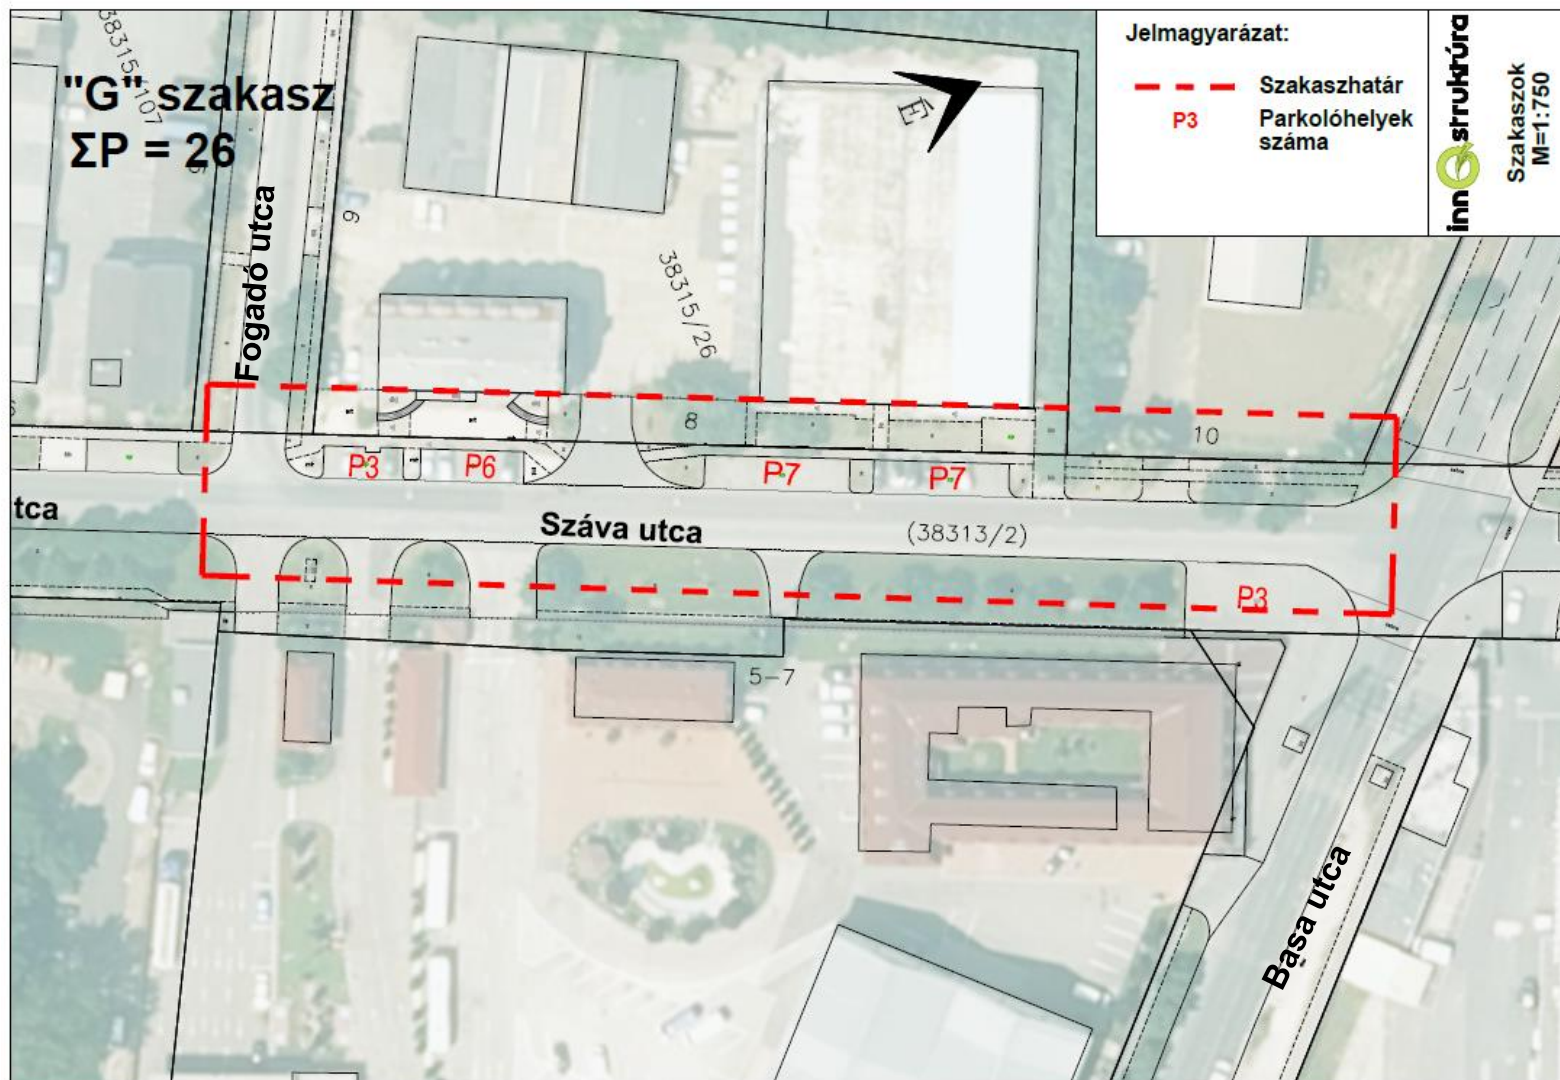 "G" szakasz
ΣP = 26
Jelmagyarázat:
Szakaszhatár
P3
Parkolóhelyek
száma
innostruktúra
Szakaszok
M=1:750
38315/107
É
Fogadó utca
9
38315/26
8
10
P3
P6
P7
P7
tca
Száva utca
(38313/2)
P3
5-7
Basa utca